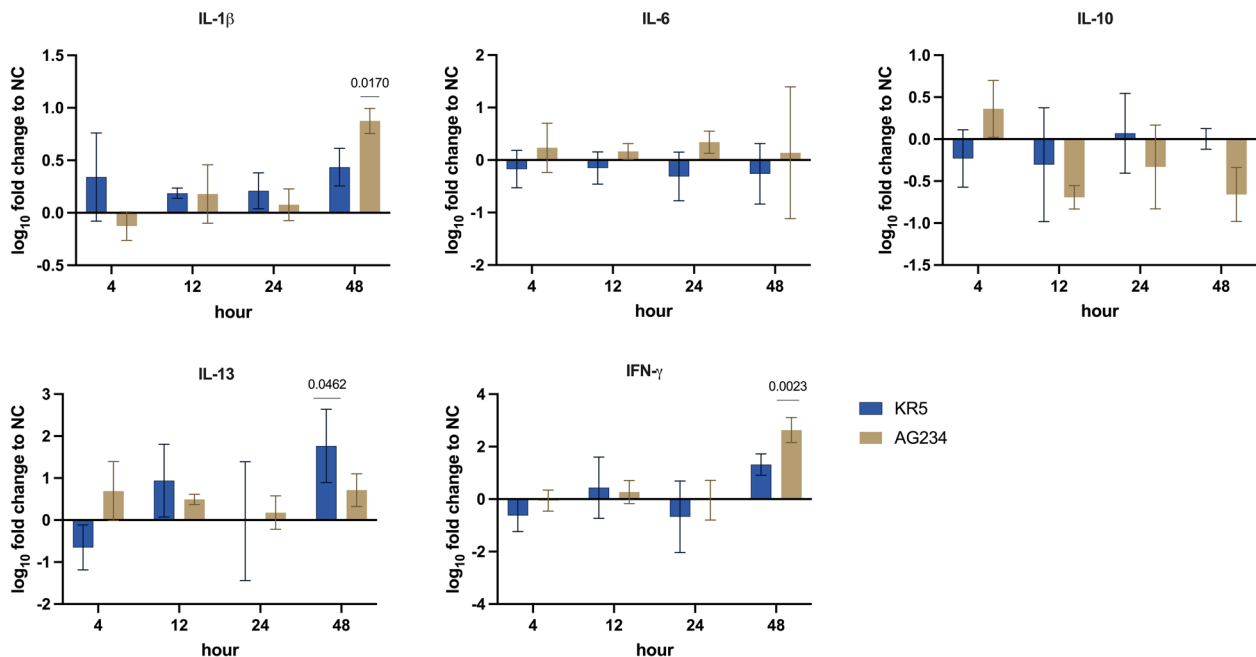 IL-1β
log10 fold change to NC
1.5
1.0
0.5
0.0
-0.5
0.0170
4 12 24 48
hour
IL-6
log10 fold change to NC
2
1
0
-1
-2
4 12 24 48
hour
IL-10
log10 fold change to NC
1.0
0.5
0.0
-0.5
-1.0
-1.5
4 12 24 48
hour
IL-13
log10 fold change to NC
3
2
1
0
-1
-2
0.0462
4 12 24 48
hour
IFN-γ
log10 fold change to NC
4
2
0
-2
-4
0.0023
4 12 24 48
hour
KR5
AG234